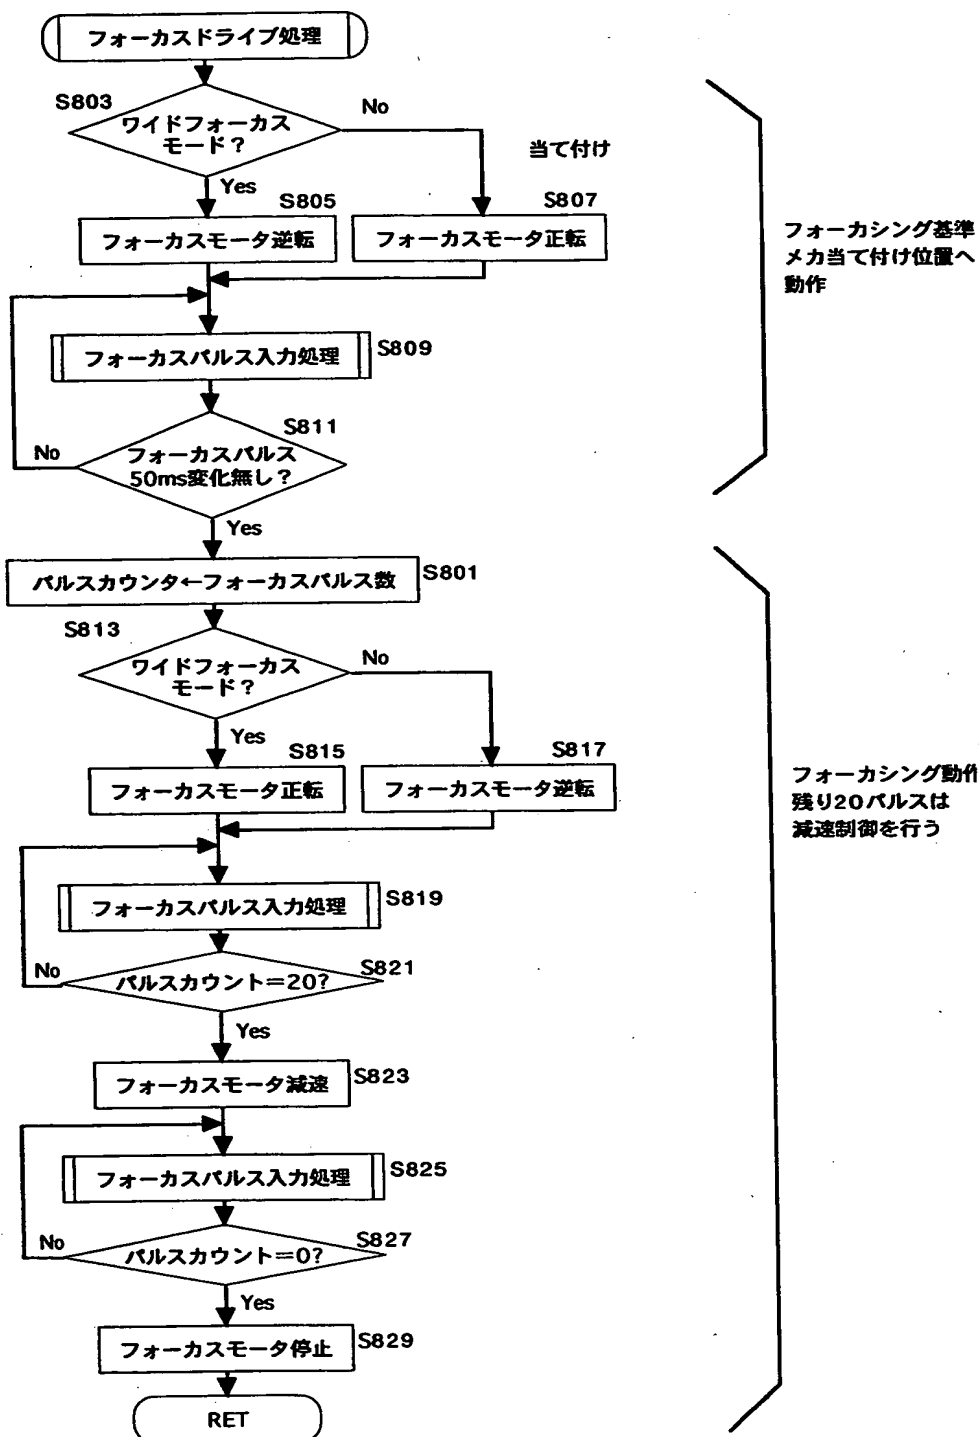 フォーカスドライブ処理
S803
No
ワイドフォーカス
モード？
当て付け
Yes
S805
S807
フォーカスモータ逆転
フォーカスモータ正転
フォーカシング基準
メカ当て付け位置へ
動作
フォーカスパルス入力処理
S809
S811
No
フォーカスパルス
50ms変化無し？
Yes
パルスカウンタ←フォーカスパルス数
S801
S813
No
ワイドフォーカス
モード？
Yes
S815
S817
フォーカスモータ正転
フォーカスモータ逆転
フォーカシング動作
残り20パルスは
減速制御を行う
フォーカスパルス入力処理
S819
No
S821
パルスカウント＝20?
Yes
フォーカスモータ減速
S823
フォーカスパルス入力処理
S825
No
S827
パルスカウント＝0?
Yes
フォーカスモータ停止
S829
RET